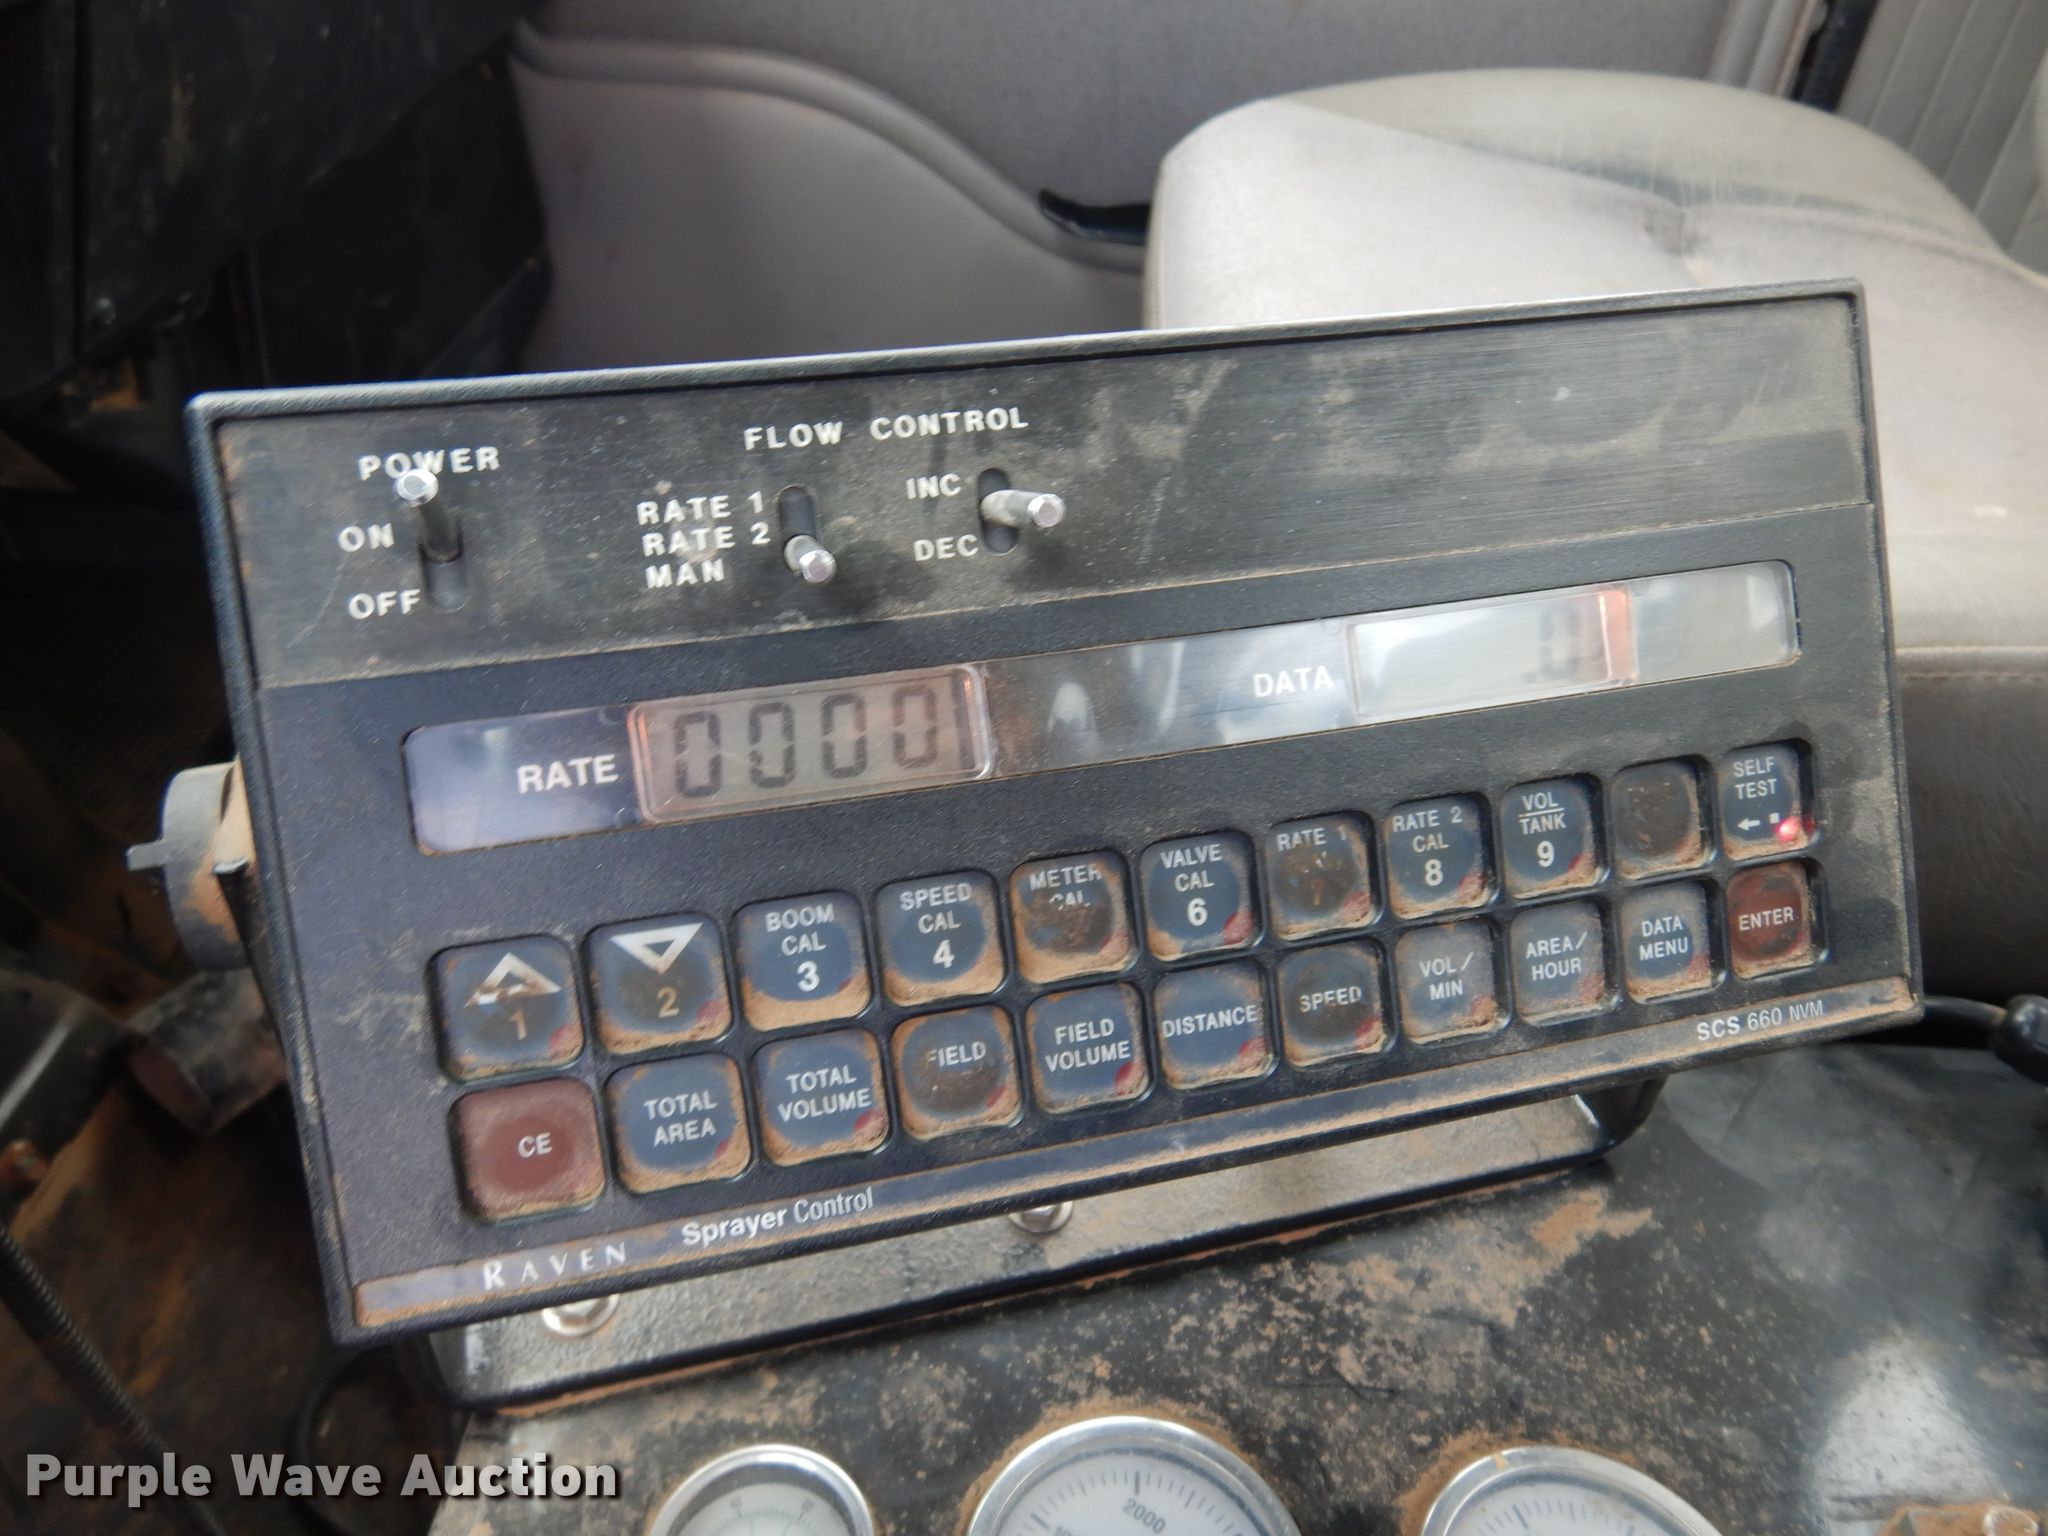 POWER
FLOW CONTROL
ON
OFF
RATE 1
RATE 2
MAN
INC
DEC
RATE 0000
DATA .0
1
2
BOOM CAL 3
SPEED CAL 4
METER CAL
VALVE CAL 6
RATE 1 7
RATE 2 CAL 8
VOL/TANK 9
SELF TEST
CE
TOTAL AREA
TOTAL VOLUME
FIELD
FIELD VOLUME
DISTANCE
SPEED
VOL/MIN
AREA/HOUR
DATA MENU
ENTER
SCS 660 NVM
RAVEN Sprayer Control
2000
Purple Wave Auction